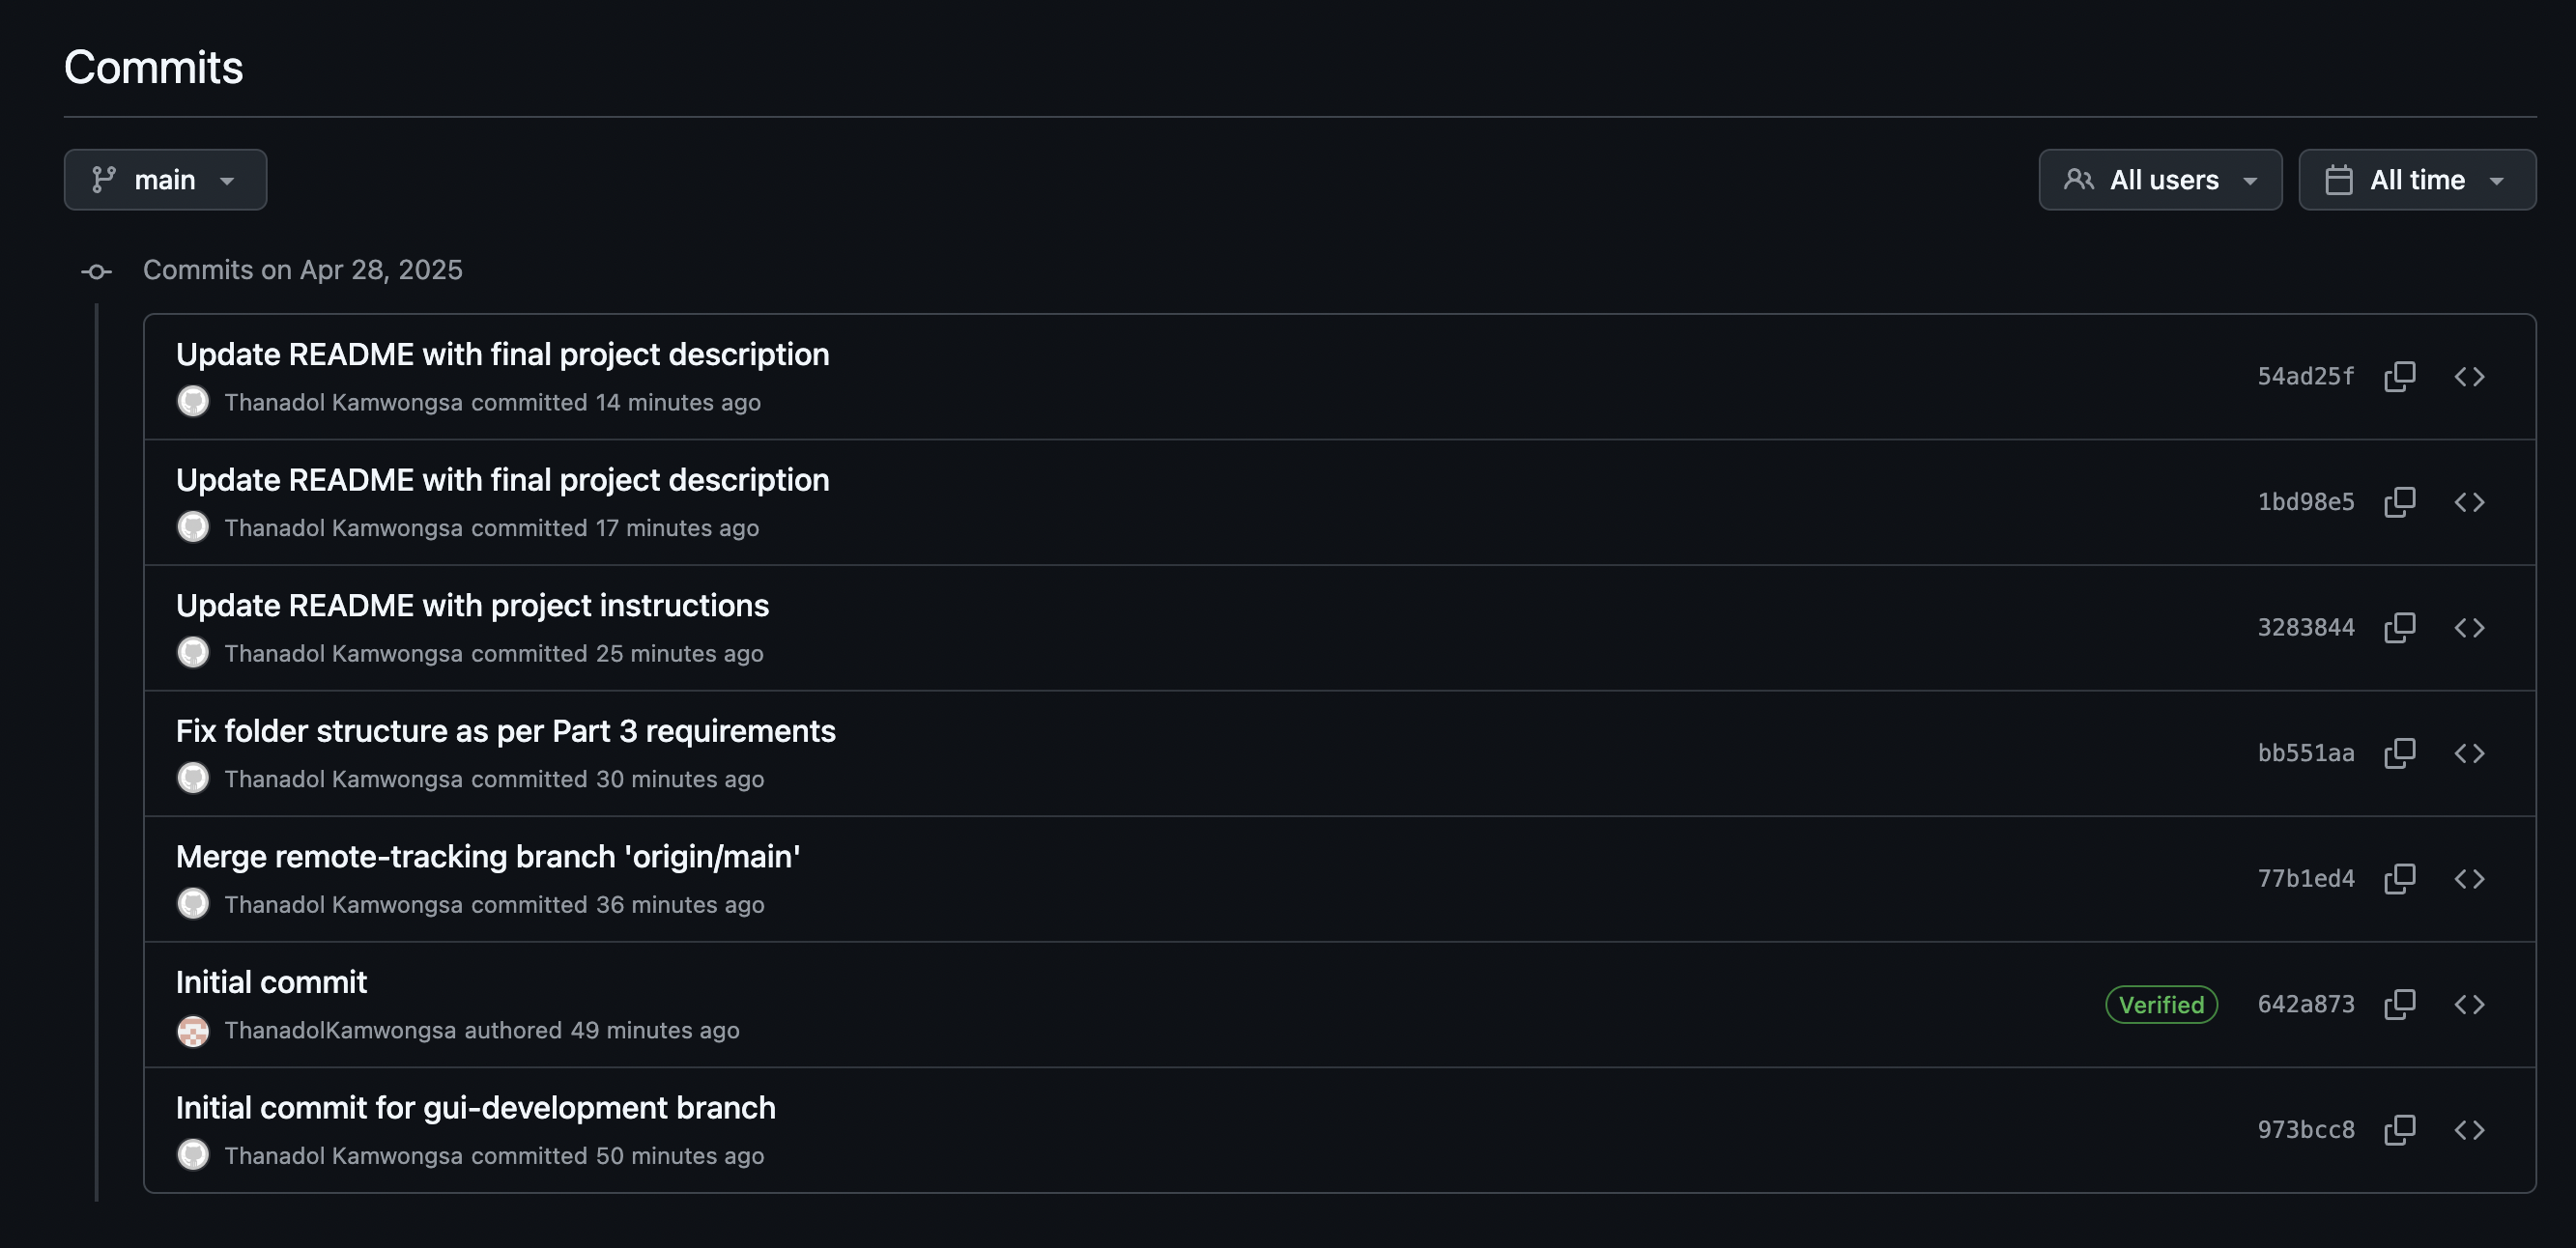 Commits
main
All users
All time
Commits on Apr 28, 2025
Update README with final project description
Thanadol Kamwongsa committed 14 minutes ago
54ad25f
Update README with final project description
Thanadol Kamwongsa committed 17 minutes ago
1bd98e5
Update README with project instructions
Thanadol Kamwongsa committed 25 minutes ago
3283844
Fix folder structure as per Part 3 requirements
Thanadol Kamwongsa committed 30 minutes ago
bb551aa
Merge remote-tracking branch 'origin/main'
Thanadol Kamwongsa committed 36 minutes ago
77b1ed4
Initial commit
ThanadolKamwongsa authored 49 minutes ago
Verified
642a873
Initial commit for gui-development branch
Thanadol Kamwongsa committed 50 minutes ago
973bcc8